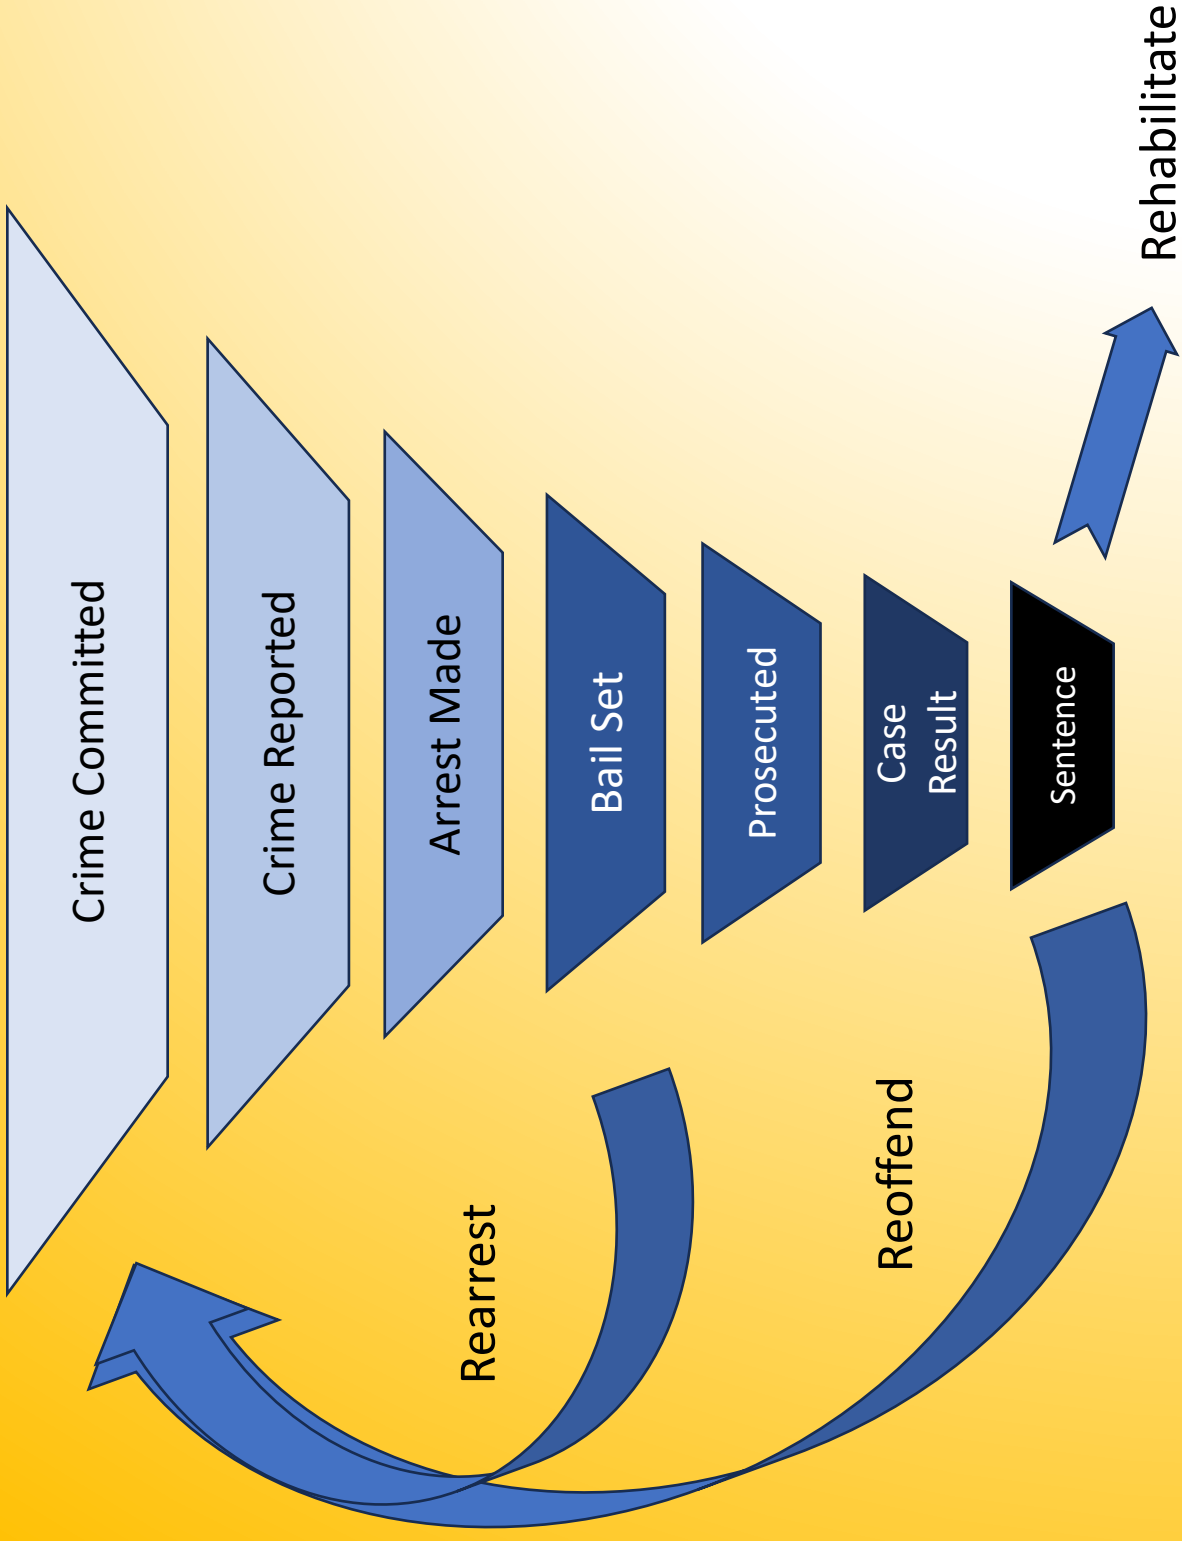 Crime Committed
Crime Reported
Arrest Made
Bail Set
Prosecuted
Case
Result
Sentence
Rearrest
Reoffend
Rehabilitate